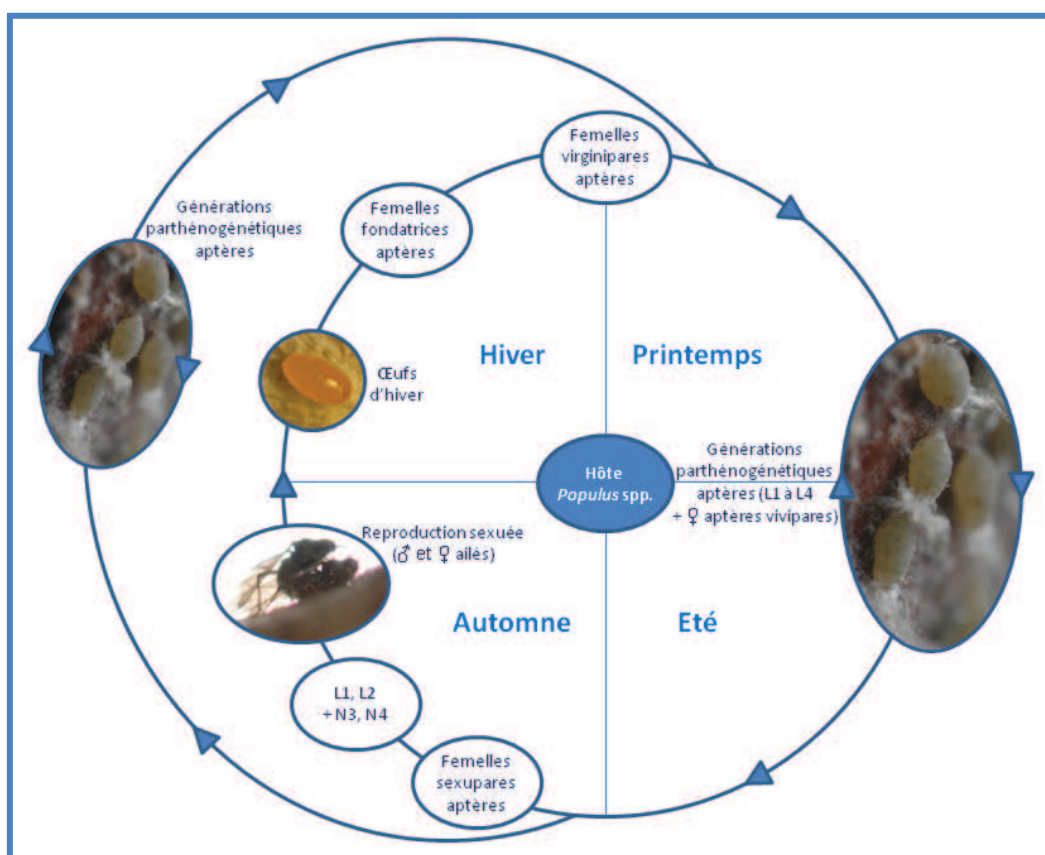 Femelles
virginipares
aptères
Générations
parthénogénétiques
aptères
Femelles
fondatrices
aptères
Hiver
Printemps
Œufs
d'hiver
Hôte
Populus spp.
Générations
parthénogénétiques
aptères (L1 à L4
+ ♀ aptères vivipares)
Reproduction sexuée
(♂ et ♀ ailés)
Automne
Eté
L1, L2
+ N3, N4
Femelles
sexupares
aptères